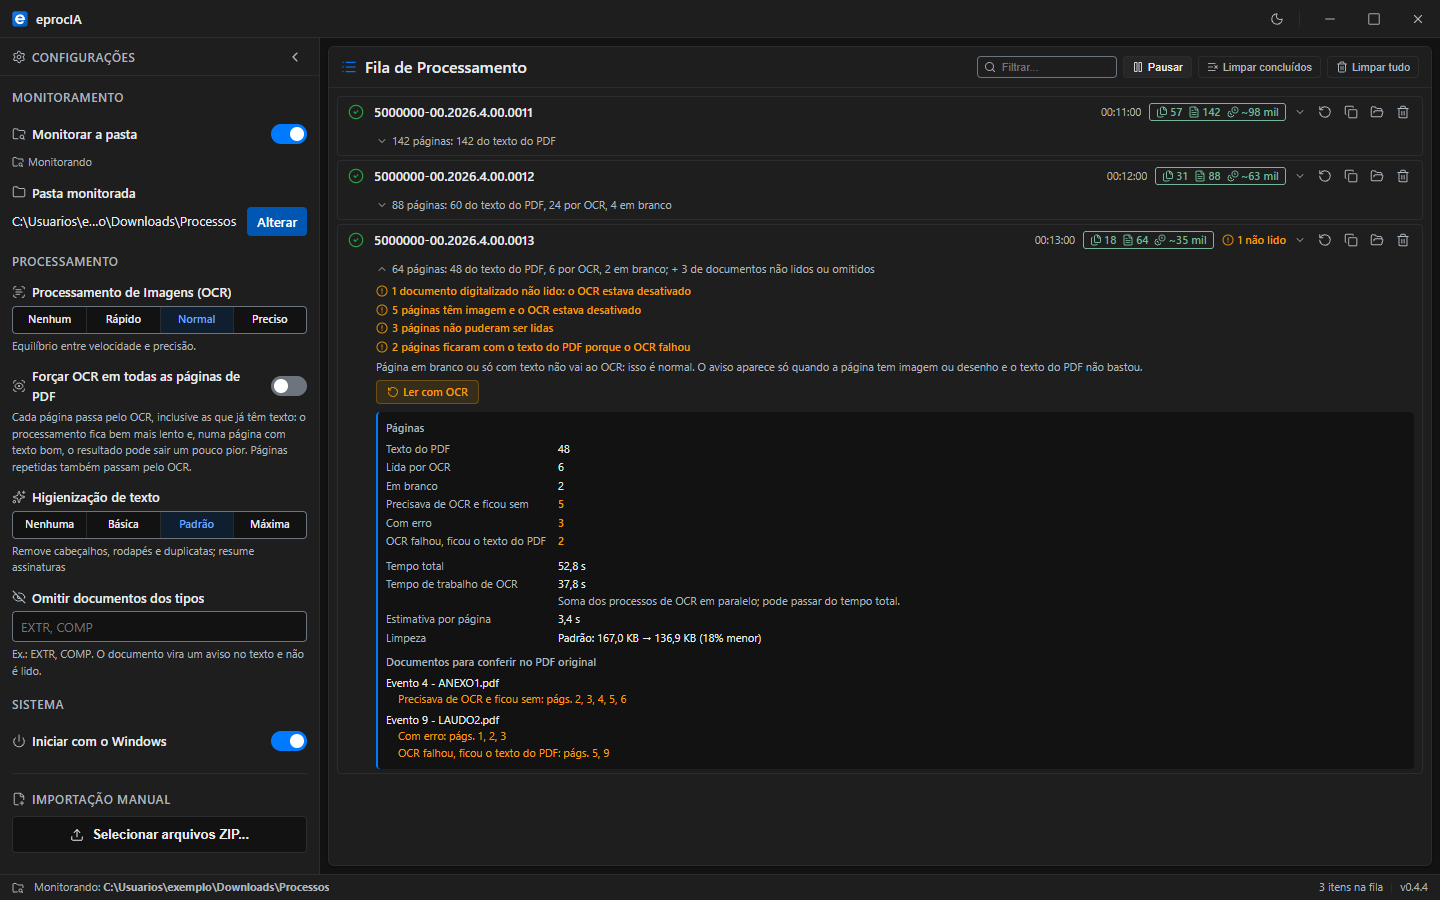 eprocIA
CONFIGURAÇÕES
MONITORAMENTO
Monitorar a pasta
Monitorando
Pasta monitorada
C:\Usuarios\e...o\Downloads\Processos
Alterar
PROCESSAMENTO
Processamento de Imagens (OCR)
Nenhum Rápido Normal Preciso
Equilíbrio entre velocidade e precisão.
Forçar OCR em todas as páginas de
PDF
Cada página passa pelo OCR, inclusive as que já têm texto: o
processamento fica bem mais lento e, numa página com
texto bom, o resultado pode sair um pouco pior. Páginas
repetidas também passam pelo OCR.
Higienização de texto
Nenhuma Básica Padrão Máxima
Remove cabeçalhos, rodapés e duplicatas; resume
assinaturas
Omitir documentos dos tipos
EXTR, COMP
Ex.: EXTR, COMP. O documento vira um aviso no texto e não
é lido.
SISTEMA
Iniciar com o Windows
IMPORTAÇÃO MANUAL
Selecionar arquivos ZIP...
Fila de Processamento
Filtrar...
Pausar
Limpar concluídos
Limpar tudo
5000000-00.2026.4.00.0011
00:11:00 57 142 ~98 mil
142 páginas: 142 do texto do PDF
5000000-00.2026.4.00.0012
00:12:00 31 88 ~63 mil
88 páginas: 60 do texto do PDF, 24 por OCR, 4 em branco
5000000-00.2026.4.00.0013
00:13:00 18 64 ~35 mil 1 não lido
64 páginas: 48 do texto do PDF, 6 por OCR, 2 em branco; + 3 de documentos não lidos ou omitidos
1 documento digitalizado não lido: o OCR estava desativado
5 páginas têm imagem e o OCR estava desativado
3 páginas não puderam ser lidas
2 páginas ficaram com o texto do PDF porque o OCR falhou
Página em branco ou só com texto não vai ao OCR: isso é normal. O aviso aparece só quando a página tem imagem ou desenho e o texto do PDF não bastou.
Ler com OCR
Páginas
Texto do PDF 48
Lida por OCR 6
Em branco 2
Precisava de OCR e ficou sem 5
Com erro 3
OCR falhou, ficou o texto do PDF 2
Tempo total 52,8 s
Tempo de trabalho de OCR 37,8 s
Soma dos processos de OCR em paralelo; pode passar do tempo total.
Estimativa por página 3,4 s
Limpeza Padrão: 167,0 KB → 136,9 KB (18% menor)
Documentos para conferir no PDF original
Evento 4 - ANEXO1.pdf
Precisava de OCR e ficou sem: págs. 2, 3, 4, 5, 6
Evento 9 - LAUDO2.pdf
Com erro: págs. 1, 2, 3
OCR falhou, ficou o texto do PDF: págs. 5, 9
Monitorando: C:\Usuarios\exemplo\Downloads\Processos
3 itens na fila
v0.4.4